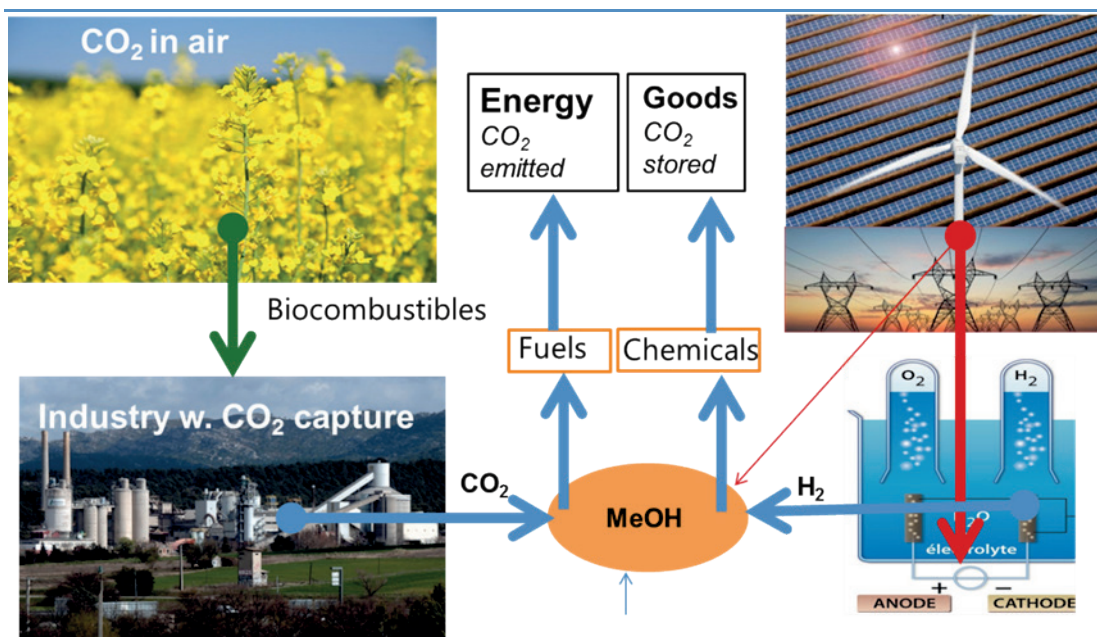 CO₂ in air
Energy
CO₂
emitted
Goods
CO₂
stored
Biocombustibles
Fuels
Chemicals
Industry w. CO₂ capture
O₂
H₂
CO₂
MeOH
H₂
électrolyte
+
−
ANODE
CATHODE